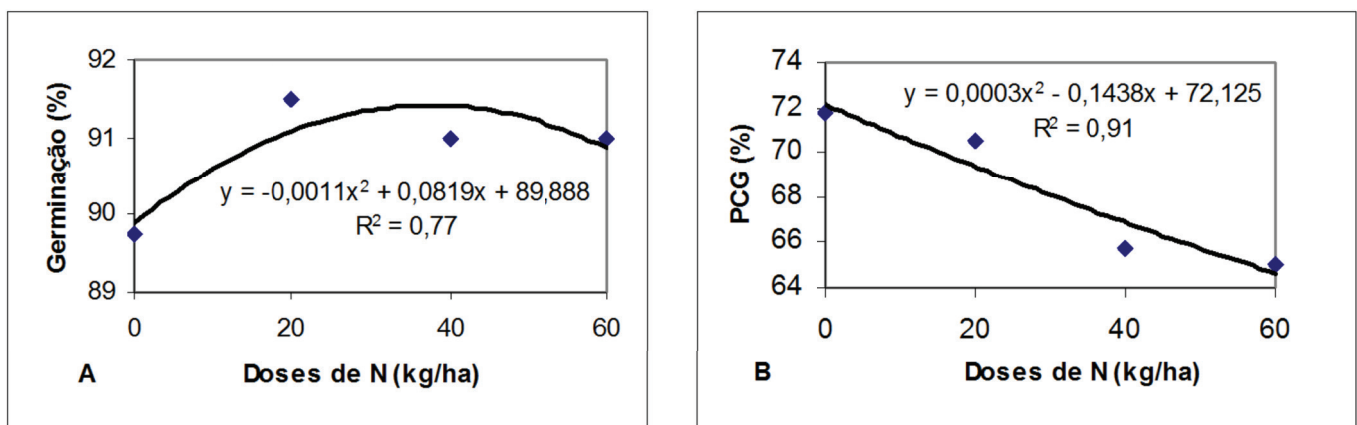 92
91
90
89
Germinação (%)
y = -0,0011x² + 0,0819x + 89,888
R² = 0,77
0 20 40 60
A Doses de N (kg/ha)
74
72
70
68
66
64
PCG (%)
y = 0,0003x² - 0,1438x + 72,125
R² = 0,91
0 20 40 60
B Doses de N (kg/ha)